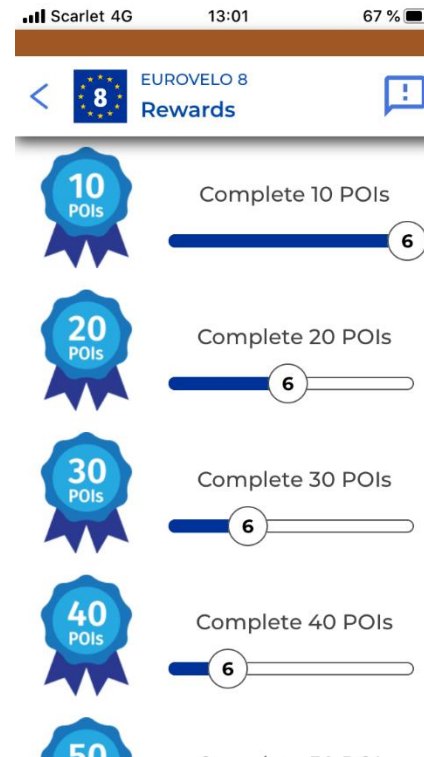 Scarlet 4G 13:01 67 %
8
EUROVELO 8
Rewards
10
POIs
Complete 10 POIs
6
20
POIs
Complete 20 POIs
6
30
POIs
Complete 30 POIs
6
40
POIs
Complete 40 POIs
6
50